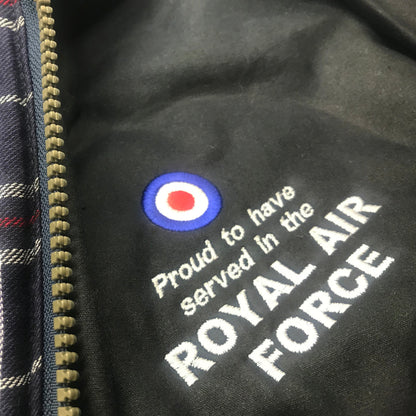 Proud to have
served in the
ROYAL AIR
FORCE